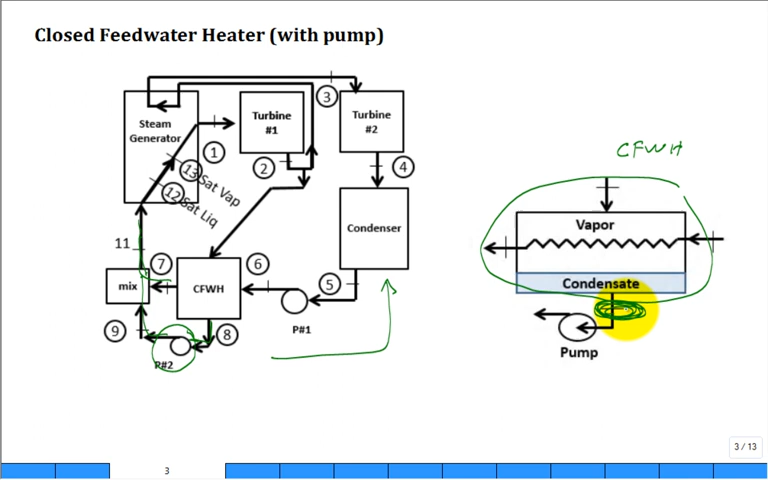 Closed Feedwater Heater (with pump)
Steam
Generator
Turbine
#1
3
Turbine
#2
1
2
4
13
Sat Vap
12
Sat Liq
Condenser
11
7
6
5
mix
CFWH
9
8
P#1
P#2
CFWH
Vapor
Condensate
Pump
3 / 13
3